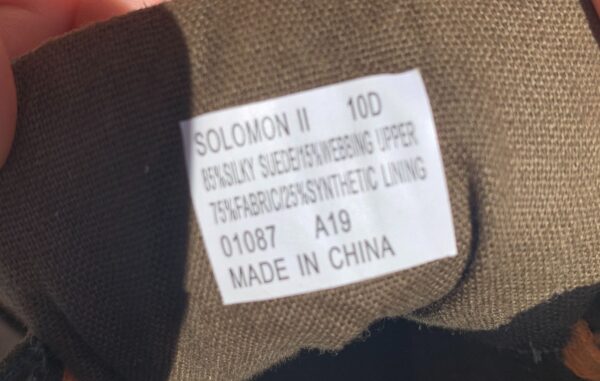 SOLOMON II 10D
85%SILKY SUEDE/15%WEBBING UPPER
75%FABRIC/25%SYNTHETIC LINING
01087 A19
MADE IN CHINA